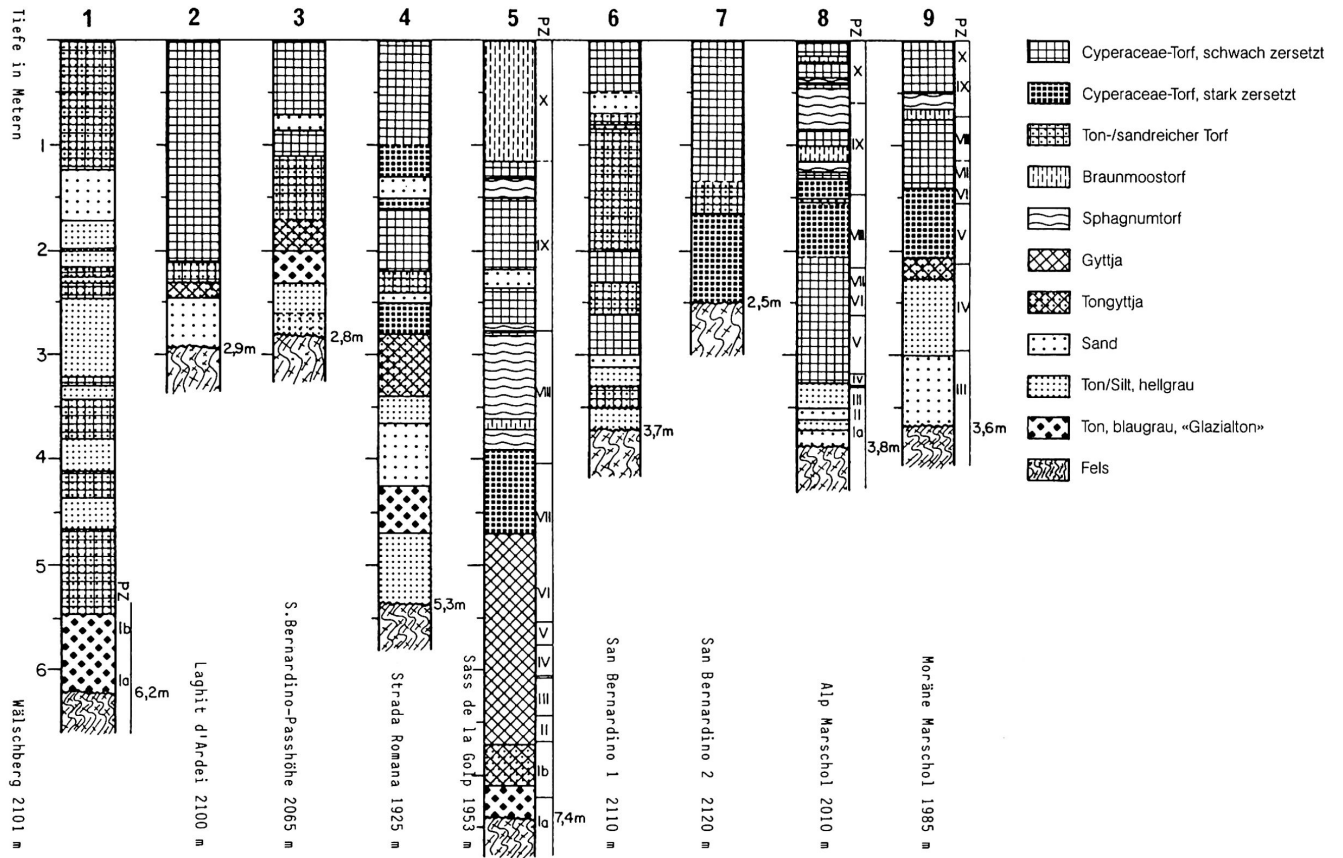 1 2 3 4 5 PZ 6 7 8 PZ 9 PZ
Tiefe in Metern
1
2
3
4
5
6
PZ
Ib
Ia
6,2m
2,9m
2,8m
5,3m
X
IX
VIII
VII
VI
V
IV
III
II
Ib
Ia
7,4m
3,7m
2,5m
X
IX
VIII
VII
VI
V
IV
III
II
Ia
3,8m
X
IX
VIII
VII
VI
V
IV
III
3,6m
Wälschberg 2101 m
Laghit d'Ardei 2100 m
S.Bernardino-Passhöhe 2065 m
Strada Romana 1925 m
Sass de la Golp 1953 m
San Bernardino 1 2110 m
San Bernardino 2 2120 m
Alp Marschol 2010 m
Moräne Marschol 1985 m
Cyperaceae-Torf, schwach zersetzt
Cyperaceae-Torf, stark zersetzt
Ton-/sandreicher Torf
Braunmoostorf
Sphagnumtorf
Gyttja
Tongyttja
Sand
Ton/Silt, hellgrau
Ton, blaugrau, «Glazialton»
Fels